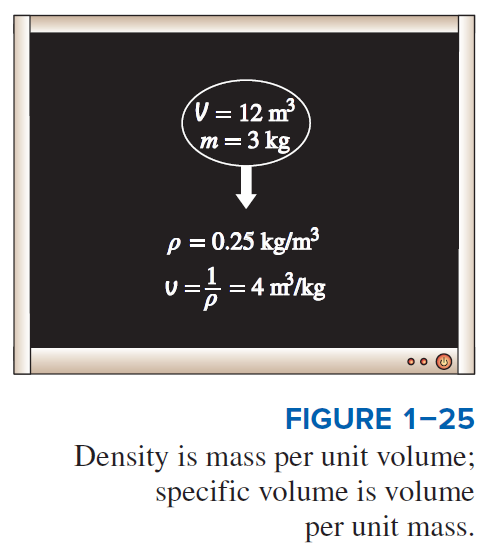 V = 12 m³
m = 3 kg
ρ = 0.25 kg/m³
υ = 1/ρ = 4 m³/kg
FIGURE 1–25
Density is mass per unit volume;
specific volume is volume
per unit mass.